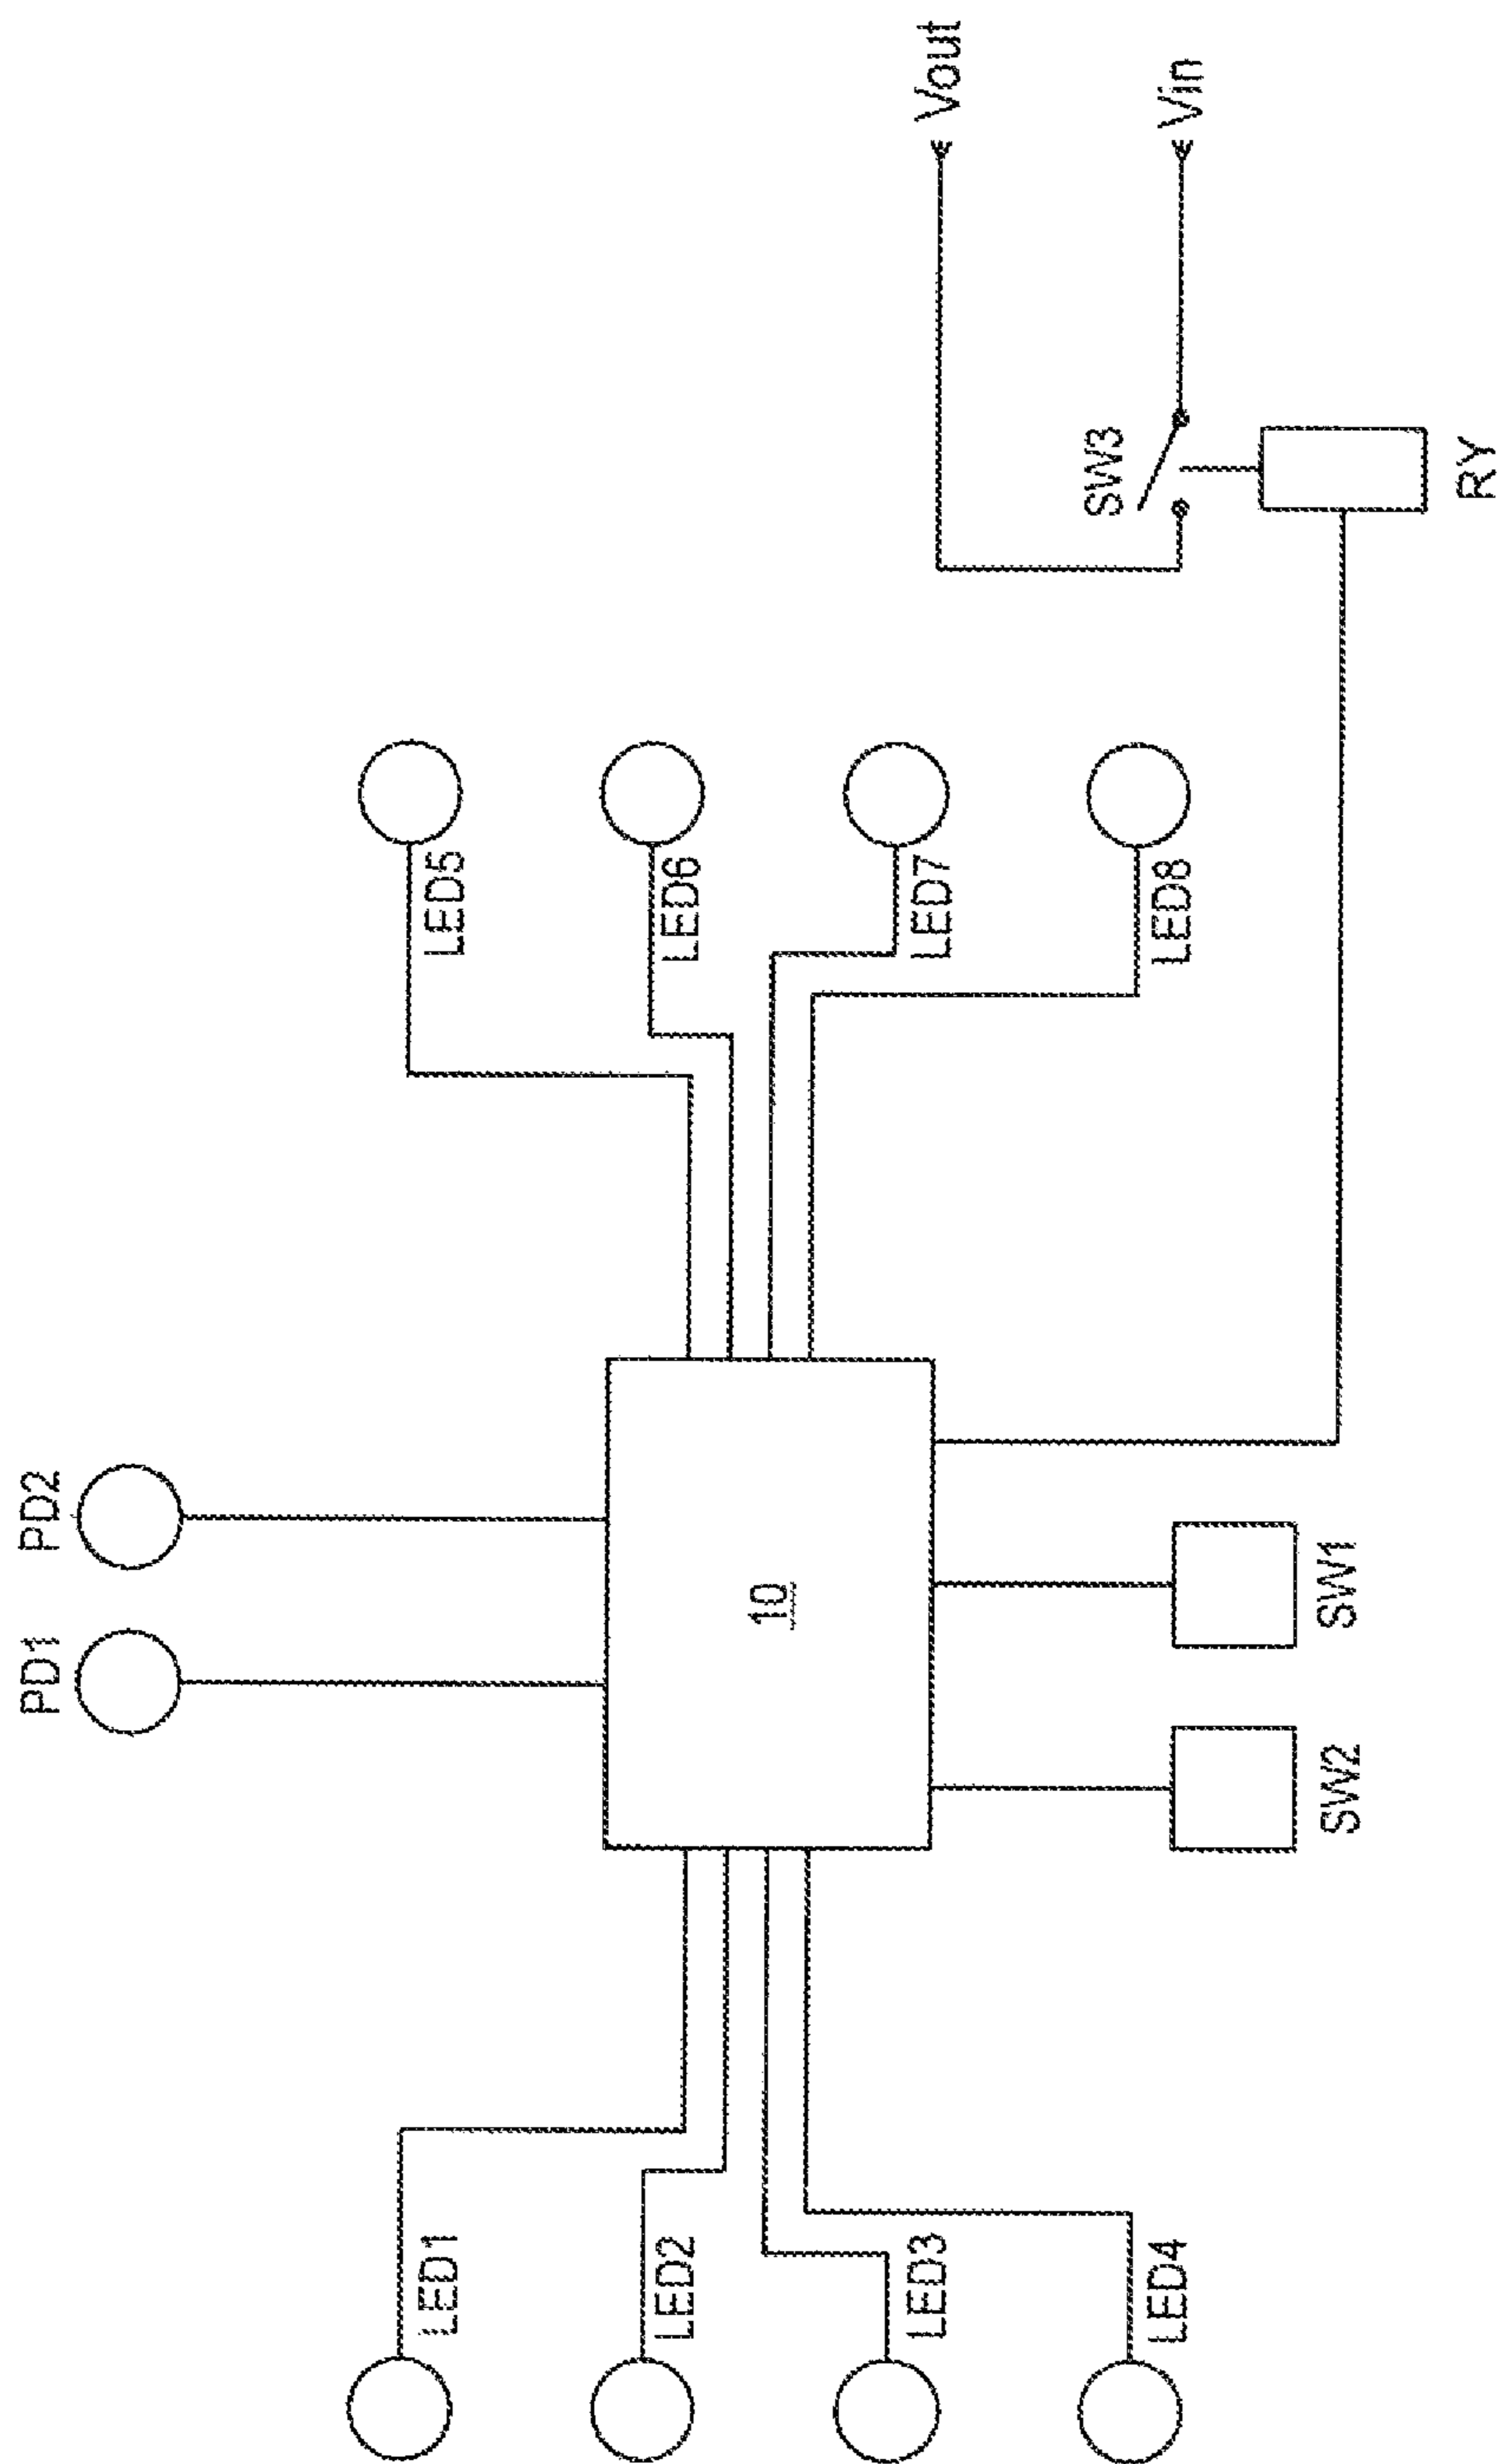 PD1
PD2
LED1
LED2
LED3
LED4
10
LED5
LED6
LED7
LED8
SW2
SW1
SW3
RY
Vout
Vin